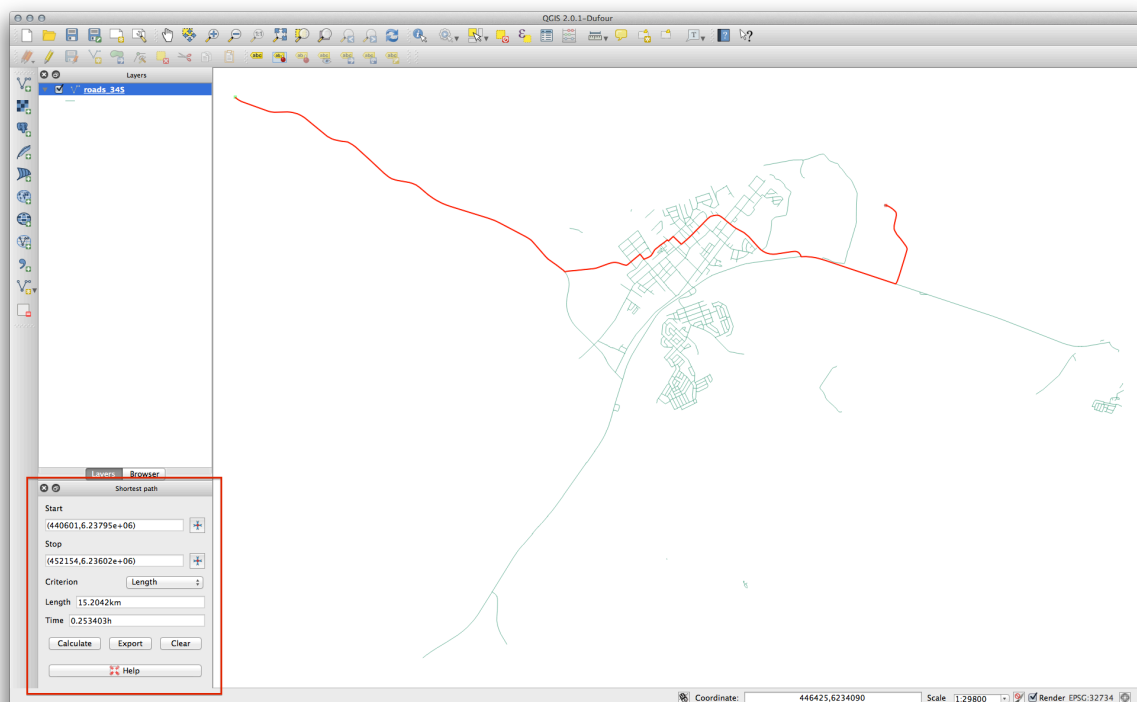 QGIS 2.0.1-Dufour
Layers
roads_34S
Layers Browser
Shortest path
Start
(440601,6.23795e+06)
Stop
(452154,6.23602e+06)
Criterion Length
Length 15.2042km
Time 0.253403h
Calculate Export Clear
Help
Coordinate: 446425,6234090 Scale 1:29800 Render EPSG:32734